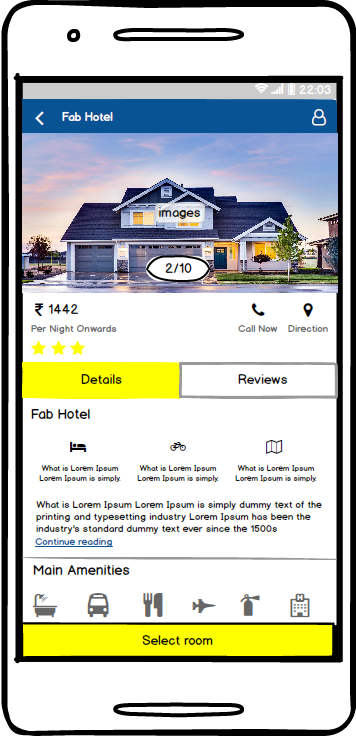 22:03
Fab Hotel
images
2/10
₹ 1442
Per Night Onwards
Call Now
Direction
Details
Reviews
Fab Hotel
What is Lorem Ipsum
Lorem Ipsum is simply.
What is Lorem Ipsum
Lorem Ipsum is simply.
What is Lorem Ipsum
Lorem Ipsum is simply.
What is Lorem Ipsum Lorem Ipsum is simply dummy text of the
printing and typesetting industry Lorem Ipsum has been the
industry's standard dummy text ever since the 1500s
Continue reading
Main Amenities
Select room